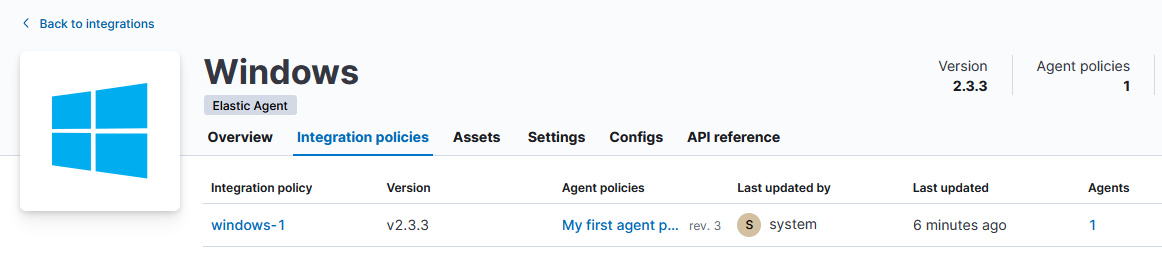 Back to integrations
Windows
Elastic Agent
Version
2.3.3
Agent policies
1
Overview Integration policies Assets Settings Configs API reference
Integration policy Version Agent policies Last updated by Last updated Agents
windows-1 v2.3.3 My first agent p... rev. 3 S system 6 minutes ago 1